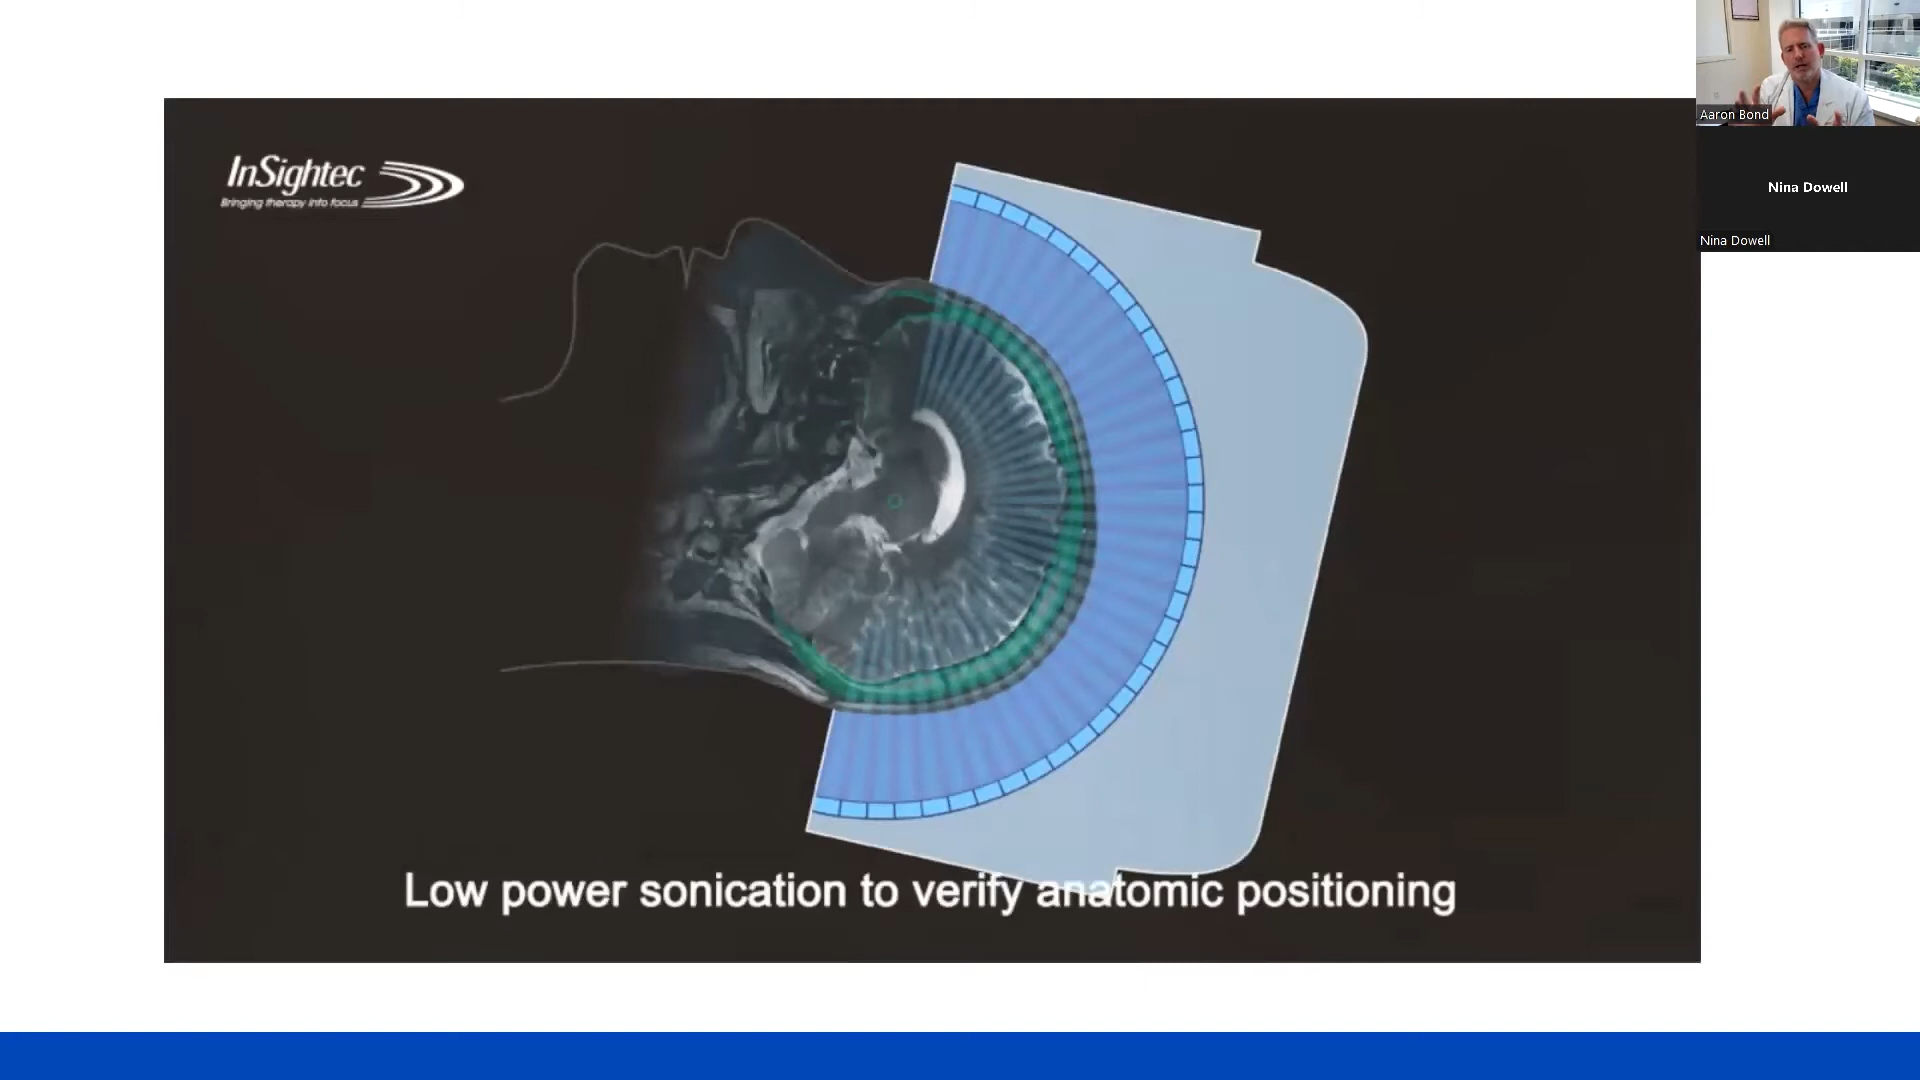 InSightec
Bringing therapy into focus
Low power sonication to verify anatomic positioning
Aaron Bond
Nina Dowell
Nina Dowell